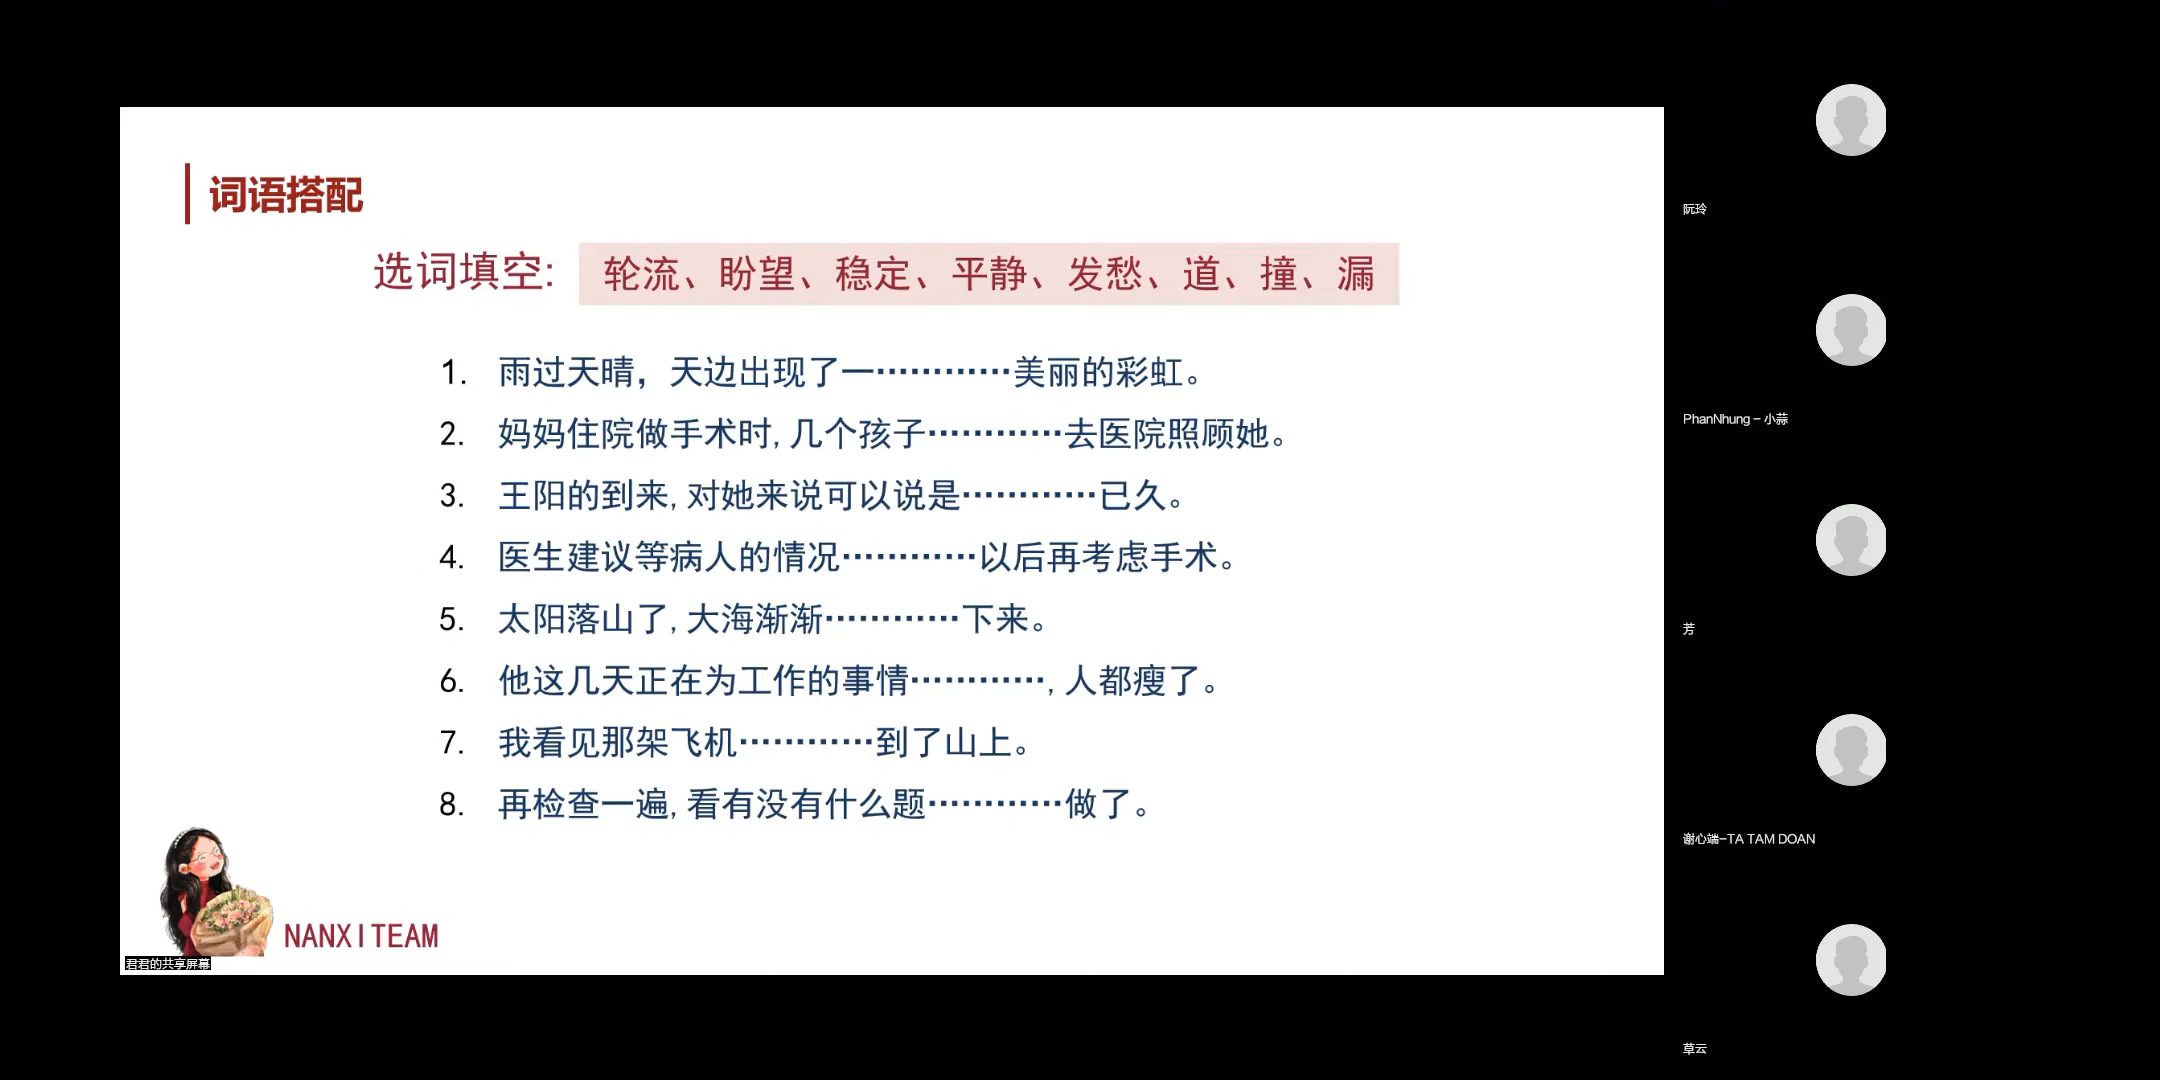 词语搭配
选词填空: 轮流、盼望、稳定、平静、发愁、道、撞、漏
1. 雨过天晴，天边出现了一…………美丽的彩虹。
2. 妈妈住院做手术时,几个孩子…………去医院照顾她。
3. 王阳的到来,对她来说可以说是…………已久。
4. 医生建议等病人的情况…………以后再考虑手术。
5. 太阳落山了,大海渐渐…………下来。
6. 他这几天正在为工作的事情…………,人都瘦了。
7. 我看见那架飞机…………到了山上。
8. 再检查一遍,看有没有什么题…………做了。
NANXI TEAM
君君的共享屏幕
阮玲
PhanNhung - 小蒜
芳
谢心端-TA TAM DOAN
草云